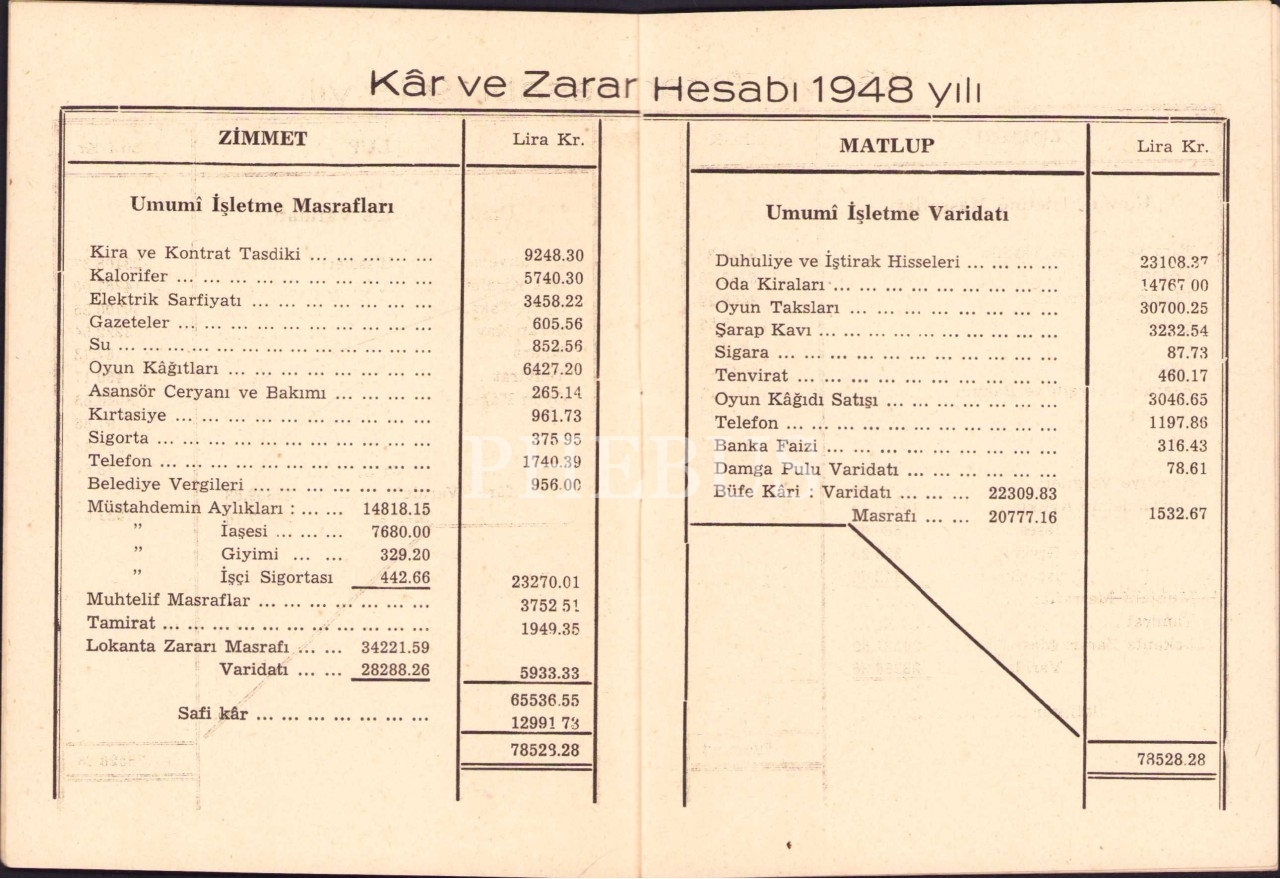 Kâr ve Zarar Hesabı 1948 yılı
ZİMMET Lira Kr.
Umumî İşletme Masrafları
Kira ve Kontrat Tasdiki ... ... ... ... ... 9248.30
Kalorifer ... ... ... ... ... ... ... ... ... ... 5740.30
Elektrik Sarfiyatı ... ... ... ... ... ... ... 3458.22
Gazeteler ... ... ... ... ... ... ... ... ... ... 605.56
Su ... ... ... ... ... ... ... ... ... ... ... ... ... 852.56
Oyun Kâğıtları ... ... ... ... ... ... ... ... 6427.20
Asansör Ceryanı ve Bakımı ... ... ... ... 265.14
Kırtasiye ... ... ... ... ... ... ... ... ... ... 961.73
Sigorta ... ... ... ... ... ... ... ... ... ... ... 375 95
Telefon ... ... ... ... ... ... ... ... ... ... ... 1740.39
Belediye Vergileri ... ... ... ... ... ... ... 956.00
Müstahdemin Aylıkları : ... ... 14818.15
” İaşesi ... ... ... 7680.00
” Giyimi ... ... 329.20
” İşçi Sigortası 442.66 23270.01
Muhtelif Masraflar ... ... ... ... ... ... ... 3752 51
Tamirat ... ... ... ... ... ... ... ... ... ... ... 1949.35
Lokanta Zararı Masrafı ... ... 34221.59
Varidatı ... ... 28288.26 5933.33
65536.55
Safi kâr ... ... ... ... ... ... ... 12991 73
78528.28
MATLUP Lira Kr.
Umumî İşletme Varidatı
Duhuliye ve İştirak Hisseleri ... ... ... ... 23108.37
Oda Kiraları ... ... ... ... ... ... ... ... ... 14767 00
Oyun Taksları ... ... ... ... ... ... ... ... 30700.25
Şarap Kavı ... ... ... ... ... ... ... ... ... ... 3232.54
Sigara ... ... ... ... ... ... ... ... ... ... ... 87.73
Tenvirat ... ... ... ... ... ... ... ... ... ... 460.17
Oyun Kâğıdı Satışı ... ... ... ... ... ... ... 3046.65
Telefon ... ... ... ... ... ... ... ... ... ... ... 1197.86
Banka Faizi ... ... ... ... ... ... ... ... ... 316.43
Damga Pulu Varidatı ... ... ... ... ... ... 78.61
Büfe Kâri : Varidatı ... ... ... 22309.83
Masrafı ... ... 20777.16 1532.67
78528.28